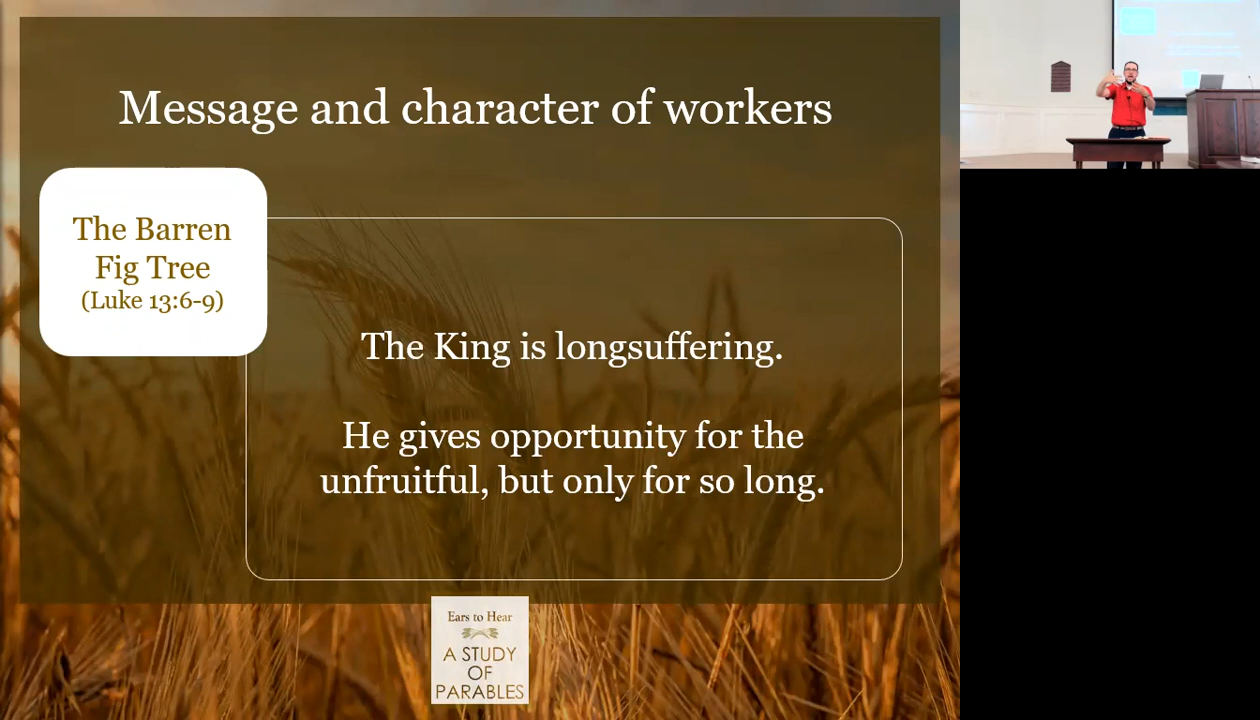 Message and character of workers
The Barren
Fig Tree
(Luke 13:6-9)
The King is longsuffering.
He gives opportunity for the
unfruitful, but only for so long.
Ears to Hear
A STUDY
OF
PARABLES